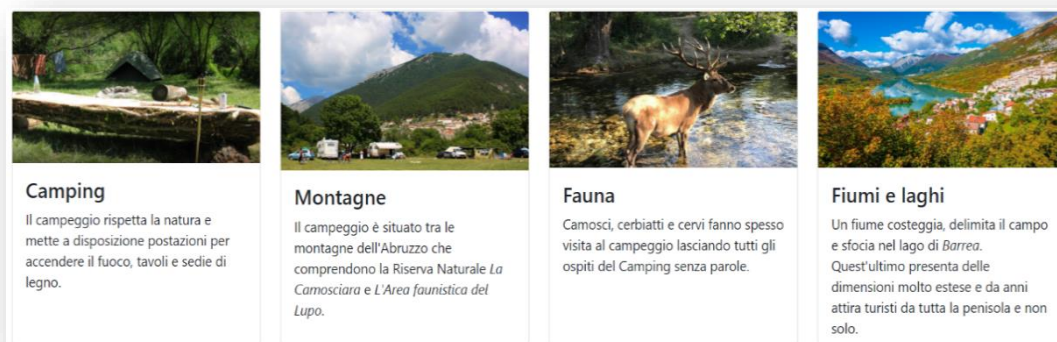 Camping
Il campeggio rispetta la natura e
mette a disposizione postazioni per
accendere il fuoco, tavoli e sedie di
legno.
Montagne
Il campeggio è situato tra le
montagne dell'Abruzzo che
comprendono la Riserva Naturale La
Camosciara e L'Area faunistica del
Lupo.
Fauna
Camosci, cerbiatti e cervi fanno spesso
visita al campeggio lasciando tutti gli
ospiti del Camping senza parole.
Fiumi e laghi
Un fiume costeggia, delimita il campo
e sfocia nel lago di Barrea.
Quest'ultimo presenta delle
dimensioni molto estese e da anni
attira turisti da tutta la penisola e non
solo.